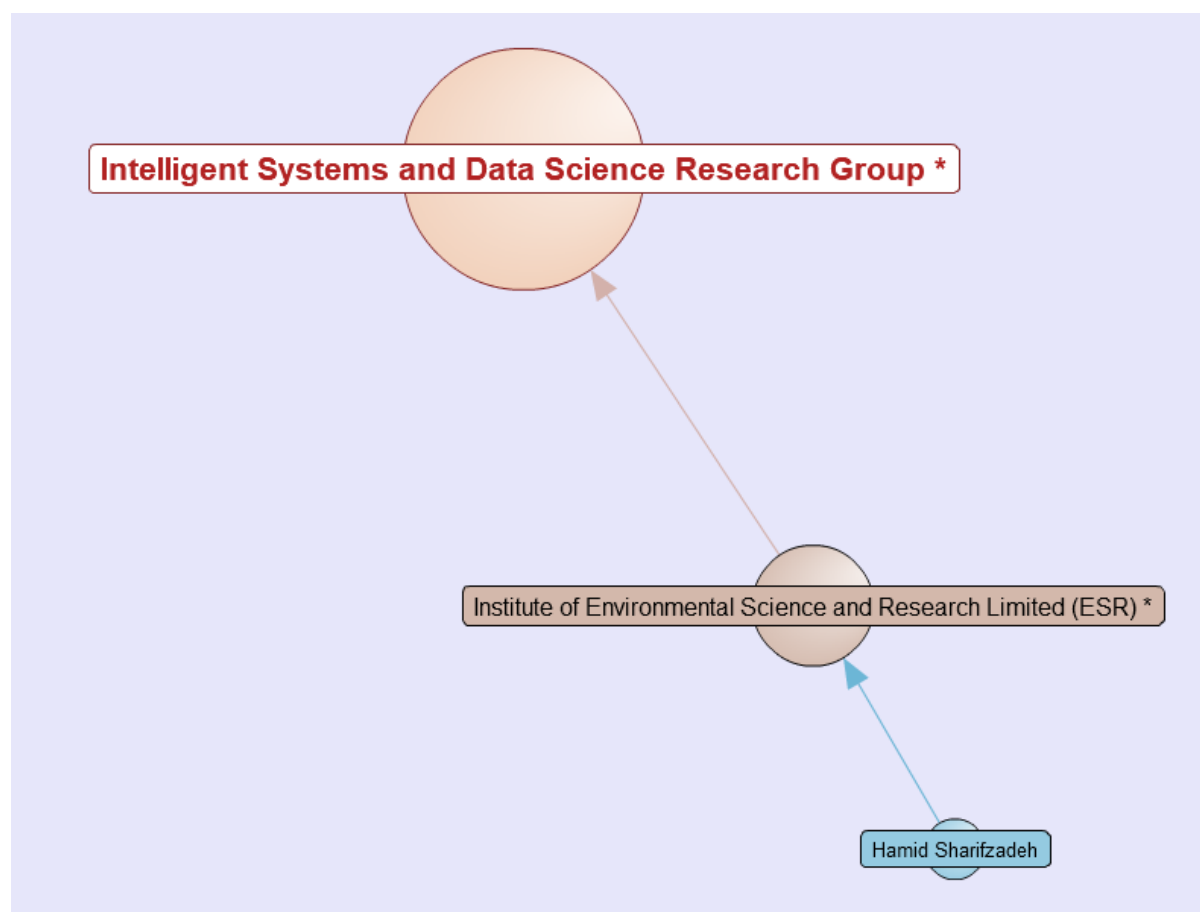 Intelligent Systems and Data Science Research Group *
Institute of Environmental Science and Research Limited (ESR) *
Hamid Sharifzadeh